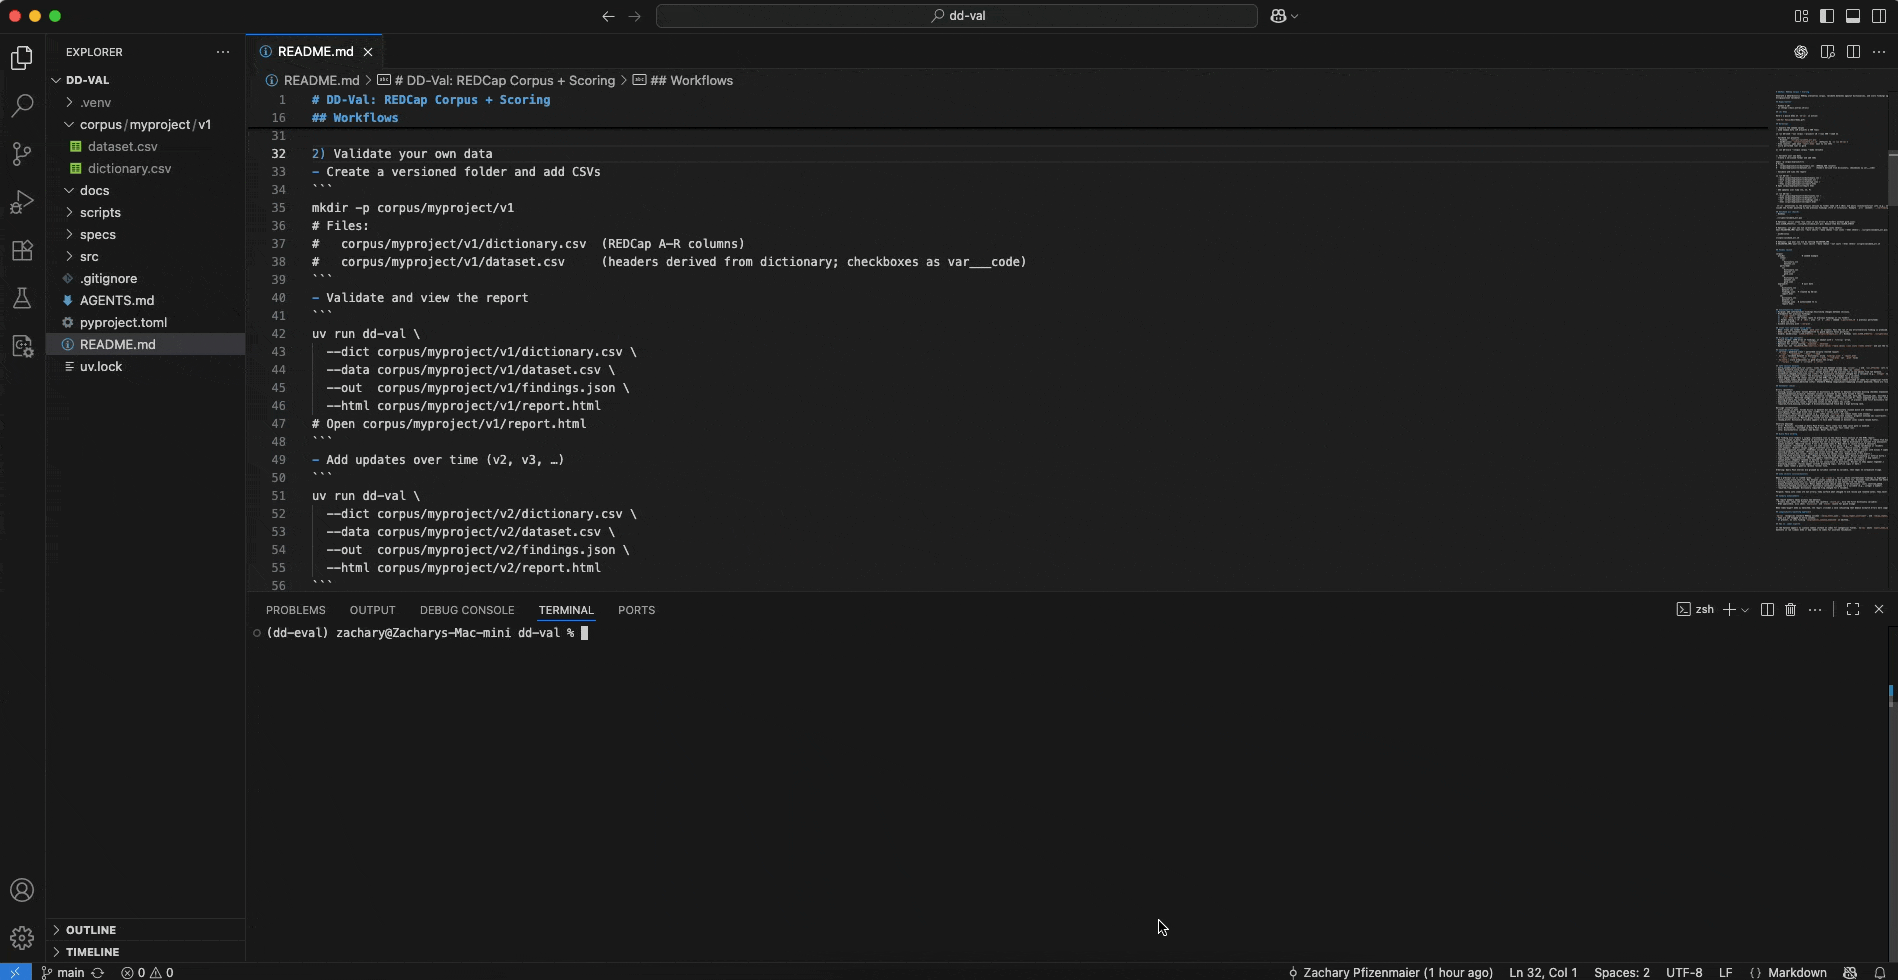 dd-val
EXPLORER
DD-VAL
.venv
corpus/myproject/v1
dataset.csv
dictionary.csv
docs
scripts
specs
src
.gitignore
AGENTS.md
pyproject.toml
README.md
uv.lock
OUTLINE
TIMELINE
README.md
README.md > # DD-Val: REDCap Corpus + Scoring > ## Workflows
1 # DD-Val: REDCap Corpus + Scoring
16 ## Workflows
31
32 2) Validate your own data
33 - Create a versioned folder and add CSVs
34 ```
35 mkdir -p corpus/myproject/v1
36 # Files:
37 #   corpus/myproject/v1/dictionary.csv  (REDCap A–R columns)
38 #   corpus/myproject/v1/dataset.csv     (headers derived from dictionary; checkboxes as var___code)
39 ```
40 - Validate and view the report
41 ```
42 uv run dd-val \
43   --dict corpus/myproject/v1/dictionary.csv \
44   --data corpus/myproject/v1/dataset.csv \
45   --out  corpus/myproject/v1/findings.json \
46   --html corpus/myproject/v1/report.html
47 # Open corpus/myproject/v1/report.html
48 ```
49 - Add updates over time (v2, v3, …)
50 ```
51 uv run dd-val \
52   --dict corpus/myproject/v2/dictionary.csv \
53   --data corpus/myproject/v2/dataset.csv \
54   --out  corpus/myproject/v2/findings.json \
55   --html corpus/myproject/v2/report.html
56 ```
PROBLEMS OUTPUT DEBUG CONSOLE TERMINAL PORTS zsh
(dd-eval) zachary@Zacharys-Mac-mini dd-val %
main 0 0 Zachary Pfizenmaier (1 hour ago) Ln 32, Col 1 Spaces: 2 UTF-8 LF {} Markdown